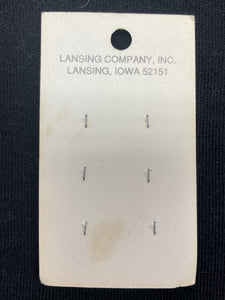 LANSING COMPANY, INC.
LANSING, IOWA 52151